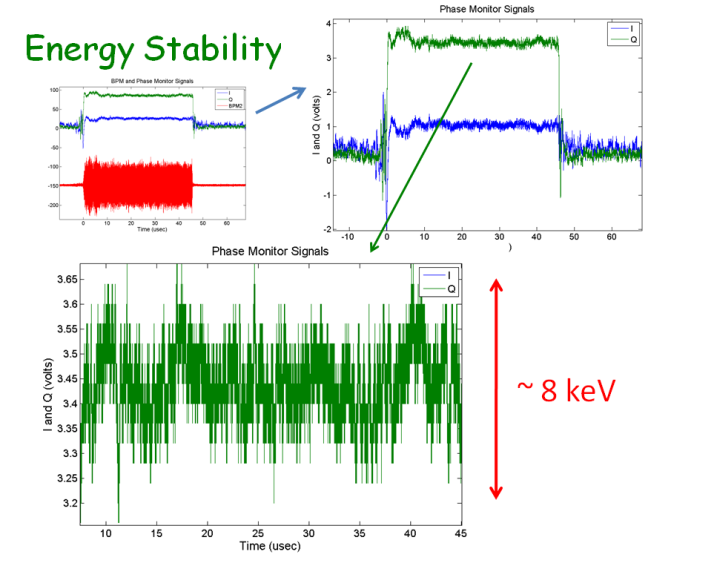 Energy Stability
BPM and Phase Monitor Signals
100
50
0
-50
-100
-150
-200
I
Q
BPM2
0 10 20 30 40 50 60
Time (usec)
Phase Monitor Signals
I and Q (volts)
4
3
2
1
0
-1
-2
I
Q
-10 0 10 20 30 40 50 60
)
Phase Monitor Signals
I and Q (volts)
3.65
3.6
3.55
3.5
3.45
3.4
3.35
3.3
3.25
3.2
I
Q
10 15 20 25 30 35 40 45
Time (usec)
~ 8 keV